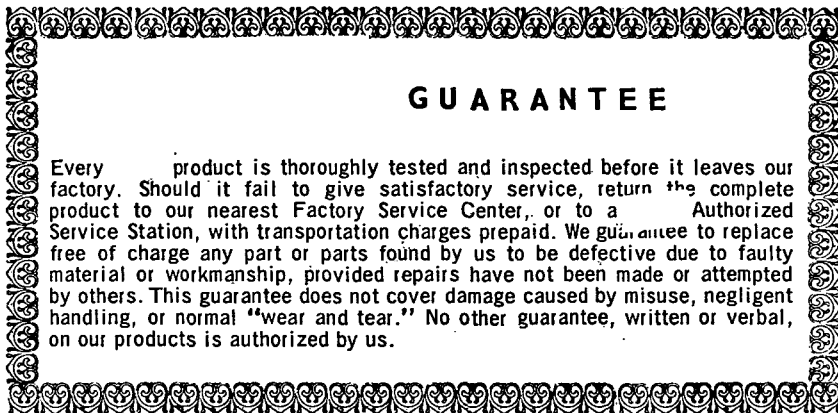 GUARANTEE
Every product is thoroughly tested and inspected before it leaves our
factory. Should it fail to give satisfactory service, return the complete
product to our nearest Factory Service Center, or to a Authorized
Service Station, with transportation charges prepaid. We guarantee to replace
free of charge any part or parts found by us to be defective due to faulty
material or workmanship, provided repairs have not been made or attempted
by others. This guarantee does not cover damage caused by misuse, negligent
handling, or normal "wear and tear." No other guarantee, written or verbal,
on our products is authorized by us.